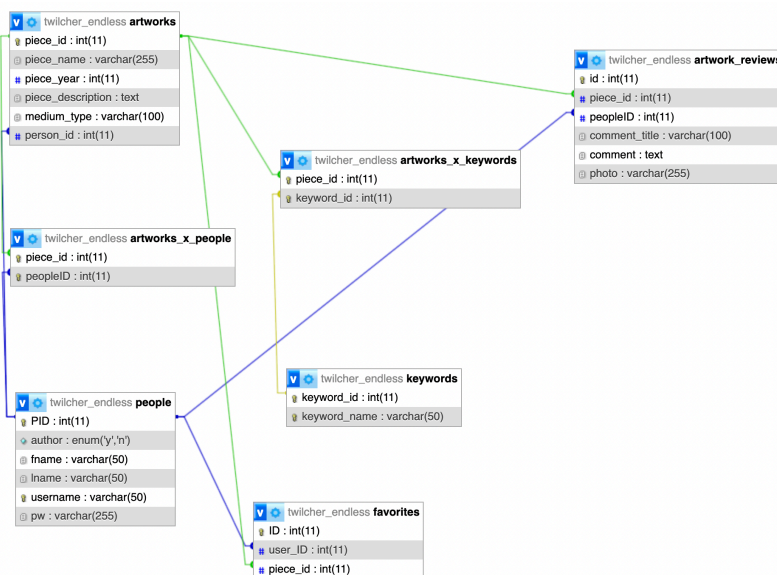 v twilcher_endless artworks
piece_id : int(11)
piece_name : varchar(255)
piece_year : int(11)
piece_description : text
medium_type : varchar(100)
person_id : int(11)
v twilcher_endless artwork_reviews
id : int(11)
piece_id : int(11)
peopleID : int(11)
comment_title : varchar(100)
comment : text
photo : varchar(255)
v twilcher_endless artworks_x_keywords
piece_id : int(11)
keyword_id : int(11)
v twilcher_endless artworks_x_people
piece_id : int(11)
peopleID : int(11)
v twilcher_endless keywords
keyword_id : int(11)
keyword_name : varchar(50)
v twilcher_endless people
PID : int(11)
author : enum('y','n')
fname : varchar(50)
lname : varchar(50)
username : varchar(50)
pw : varchar(255)
v twilcher_endless favorites
ID : int(11)
user_ID : int(11)
piece_id : int(11)